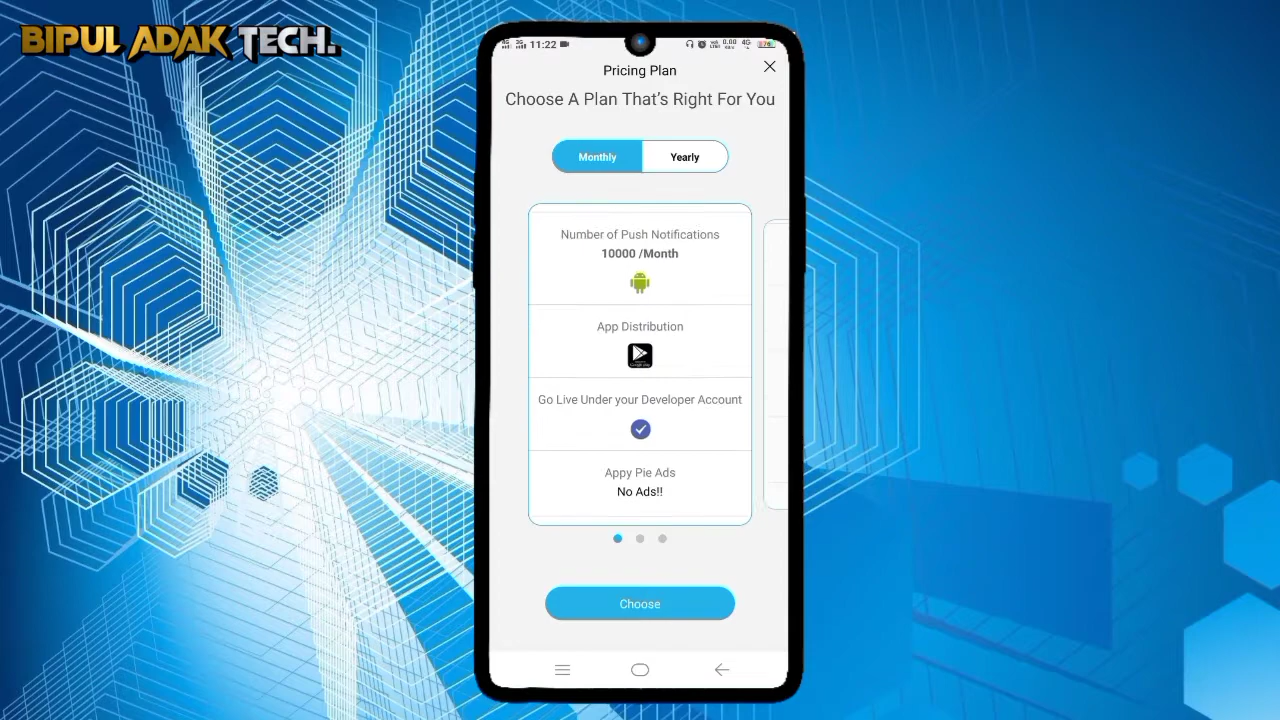 BIPUL ADAK TECH.
11:22
Pricing Plan
Choose A Plan That's Right For You
Monthly
Yearly
Number of Push Notifications
10000 /Month
App Distribution
Go Live Under your Developer Account
Appy Pie Ads
No Ads!!
Choose